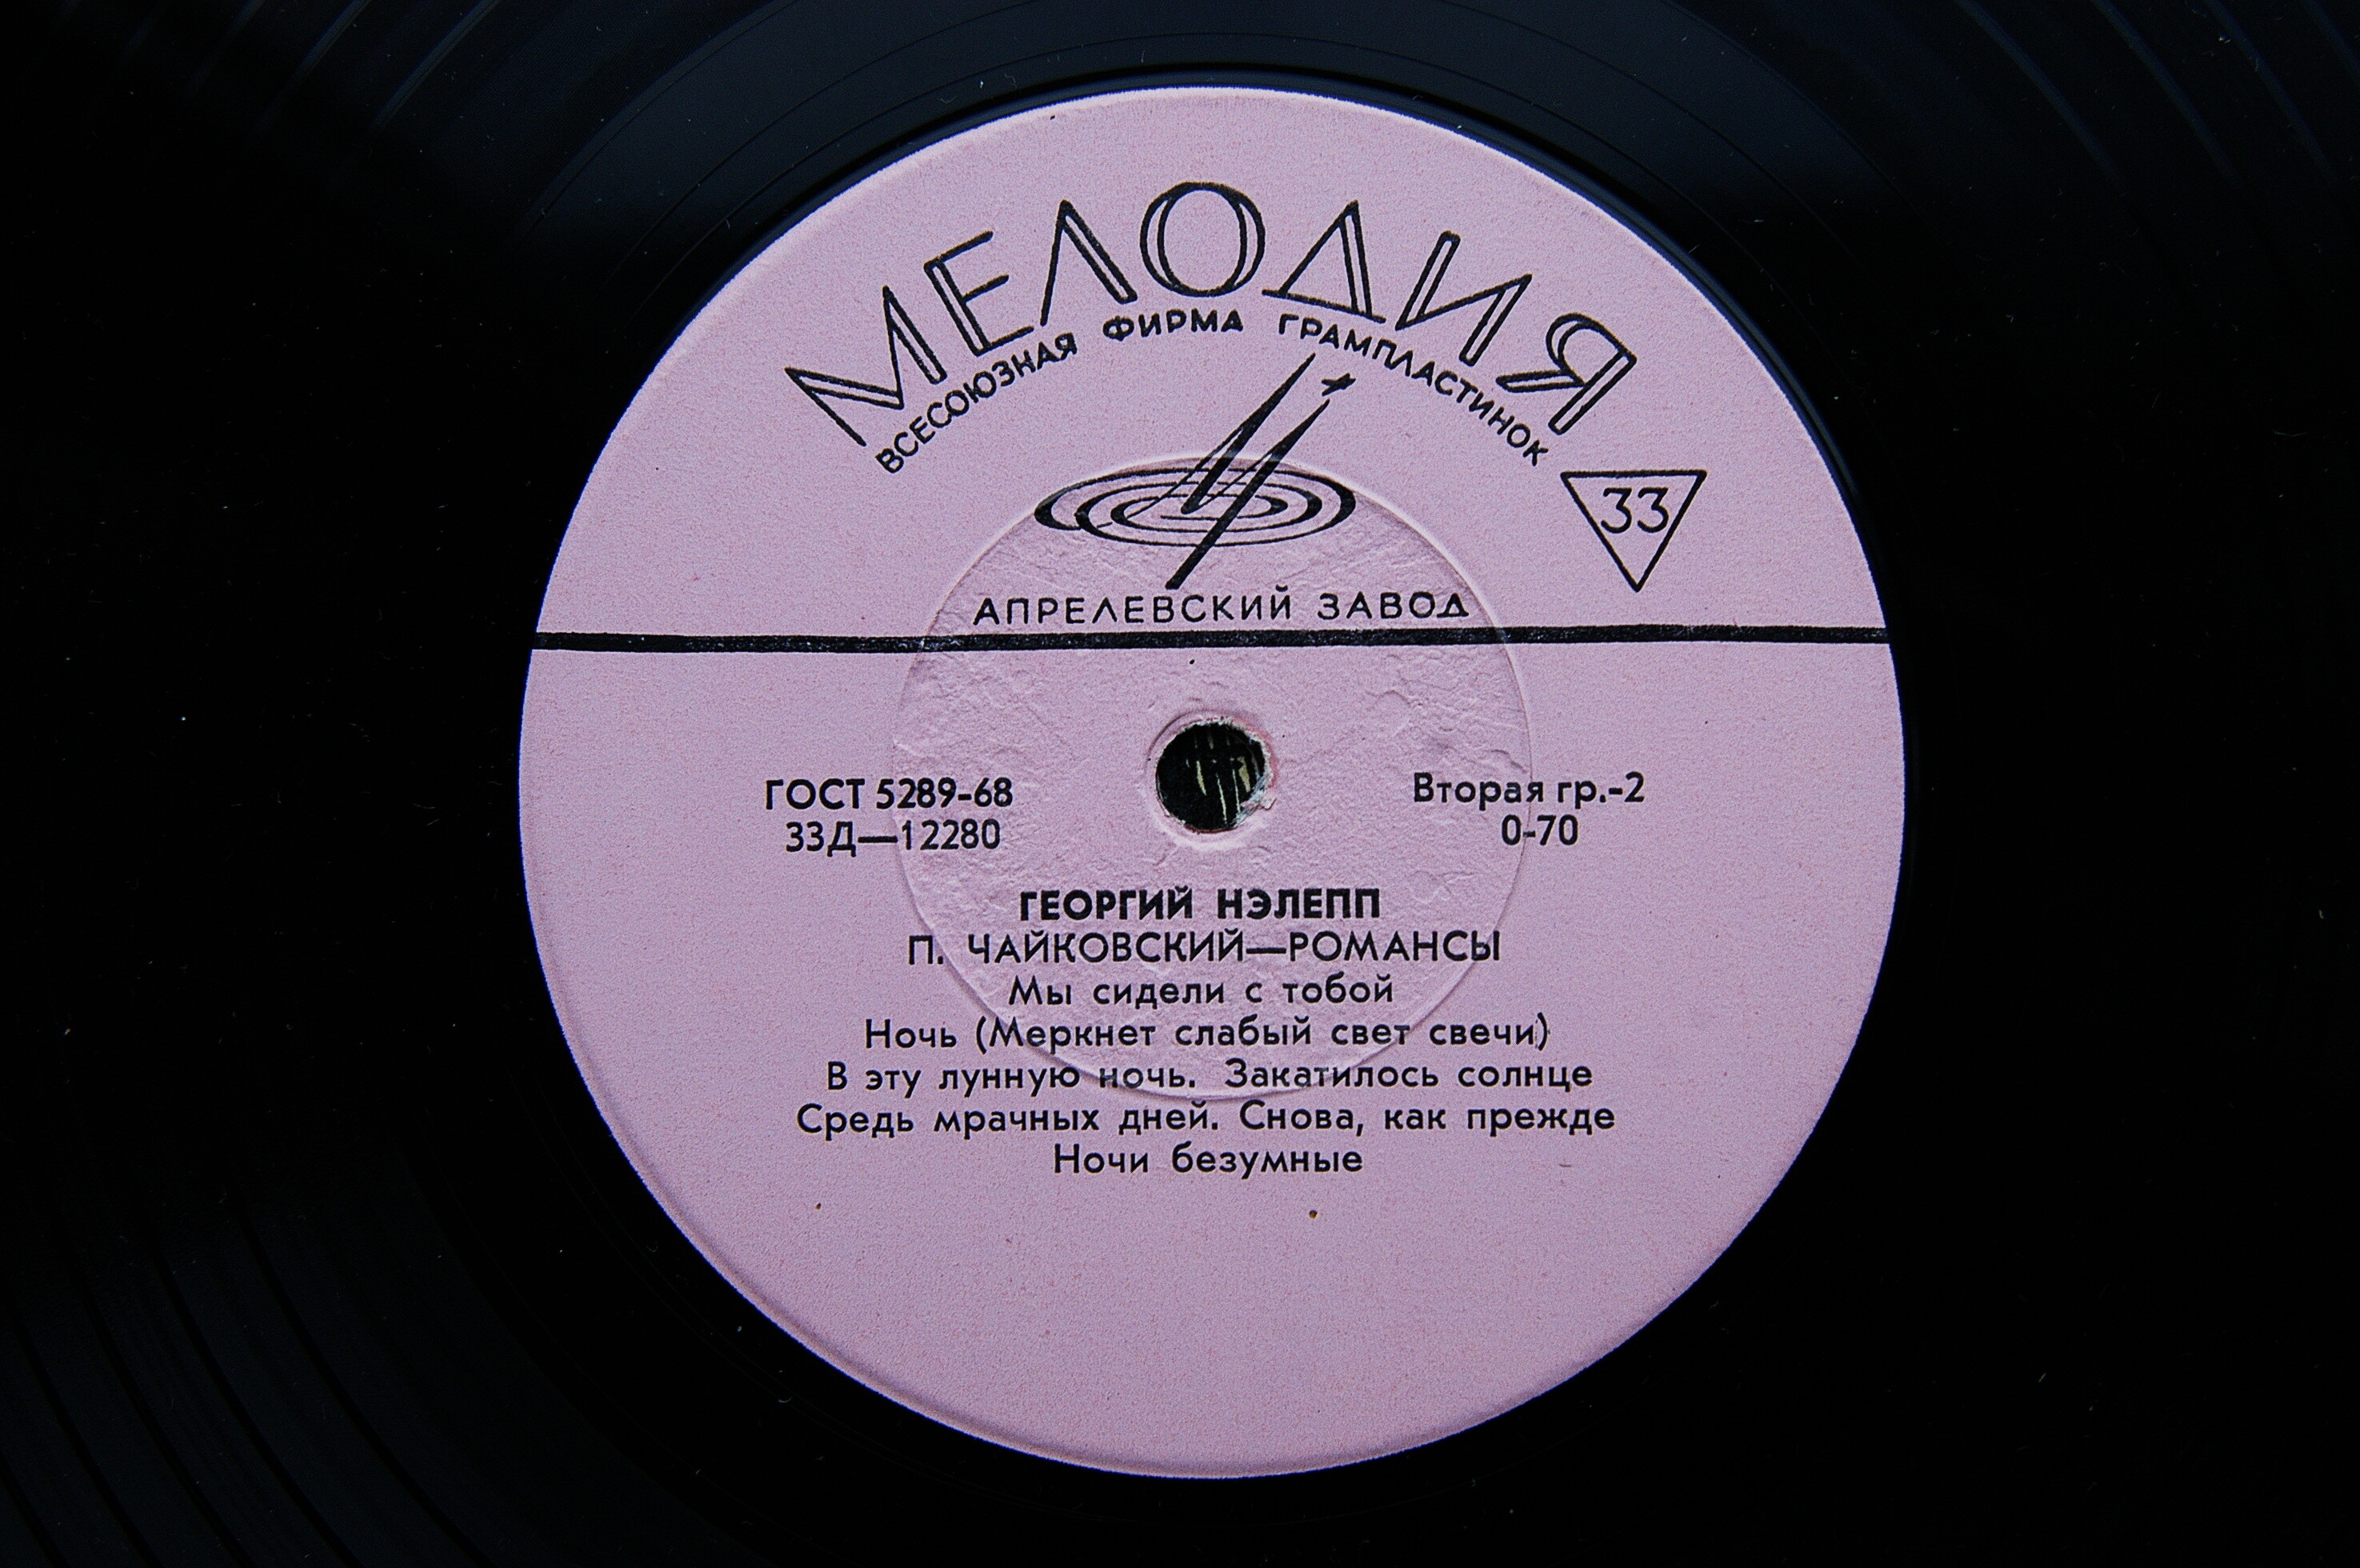 МЕЛОДИЯ
ВСЕСОЮЗНАЯ ФИРМА ГРАМПЛАСТИНОК
33
АПРЕЛЕВСКИЙ ЗАВОД
ГОСТ 5289-68
33Д—12280
Вторая гр.-2
0-70
ГЕОРГИЙ НЭЛЕПП
П. ЧАЙКОВСКИЙ—РОМАНСЫ
Мы сидели с тобой
Ночь (Меркнет слабый свет свечи)
В эту лунную ночь. Закатилось солнце
Средь мрачных дней. Снова, как прежде
Ночи безумные